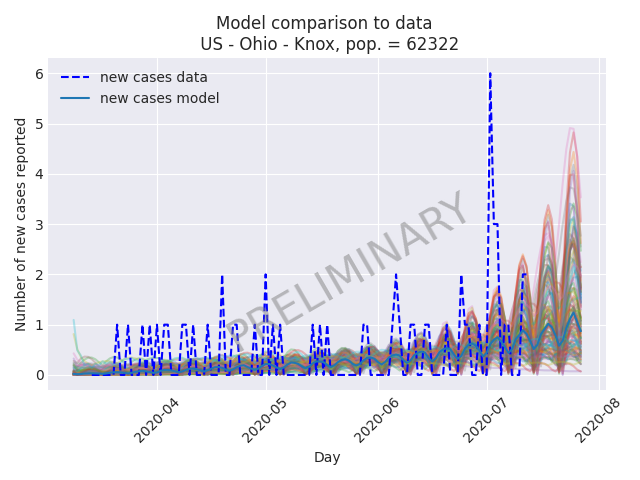 Model comparison to data
US - Ohio - Knox, pop. = 62322
new cases data
new cases model
Number of new cases reported
6
5
4
3
2
1
0
PRELIMINARY
2020-04
2020-05
2020-06
2020-07
2020-08
Day